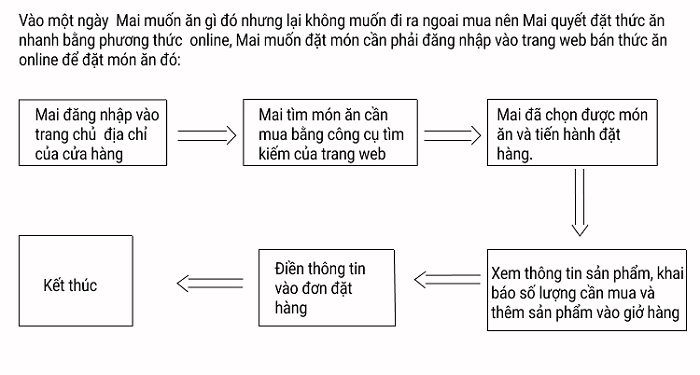 Vào một ngày Mai muốn ăn gì đó nhưng lại không muốn đi ra ngoai mua nên Mai quyết đặt thức ăn
nhanh bằng phương thức online, Mai muốn đặt món cần phải đăng nhập vào trang web bán thức ăn
online để đặt món ăn đó:
Mai đăng nhập vào
trang chủ địa chỉ
của cửa hàng
Mai tìm món ăn cần
mua bằng công cụ tìm
kiếm của trang web
Mai đã chọn được món
ăn và tiến hành đặt
hàng.
Xem thông tin sản phẩm, khai
báo số lượng cần mua và
thêm sản phẩm vào giở hàng
Điền thông tin
vào đơn đặt
hàng
Kết thúc